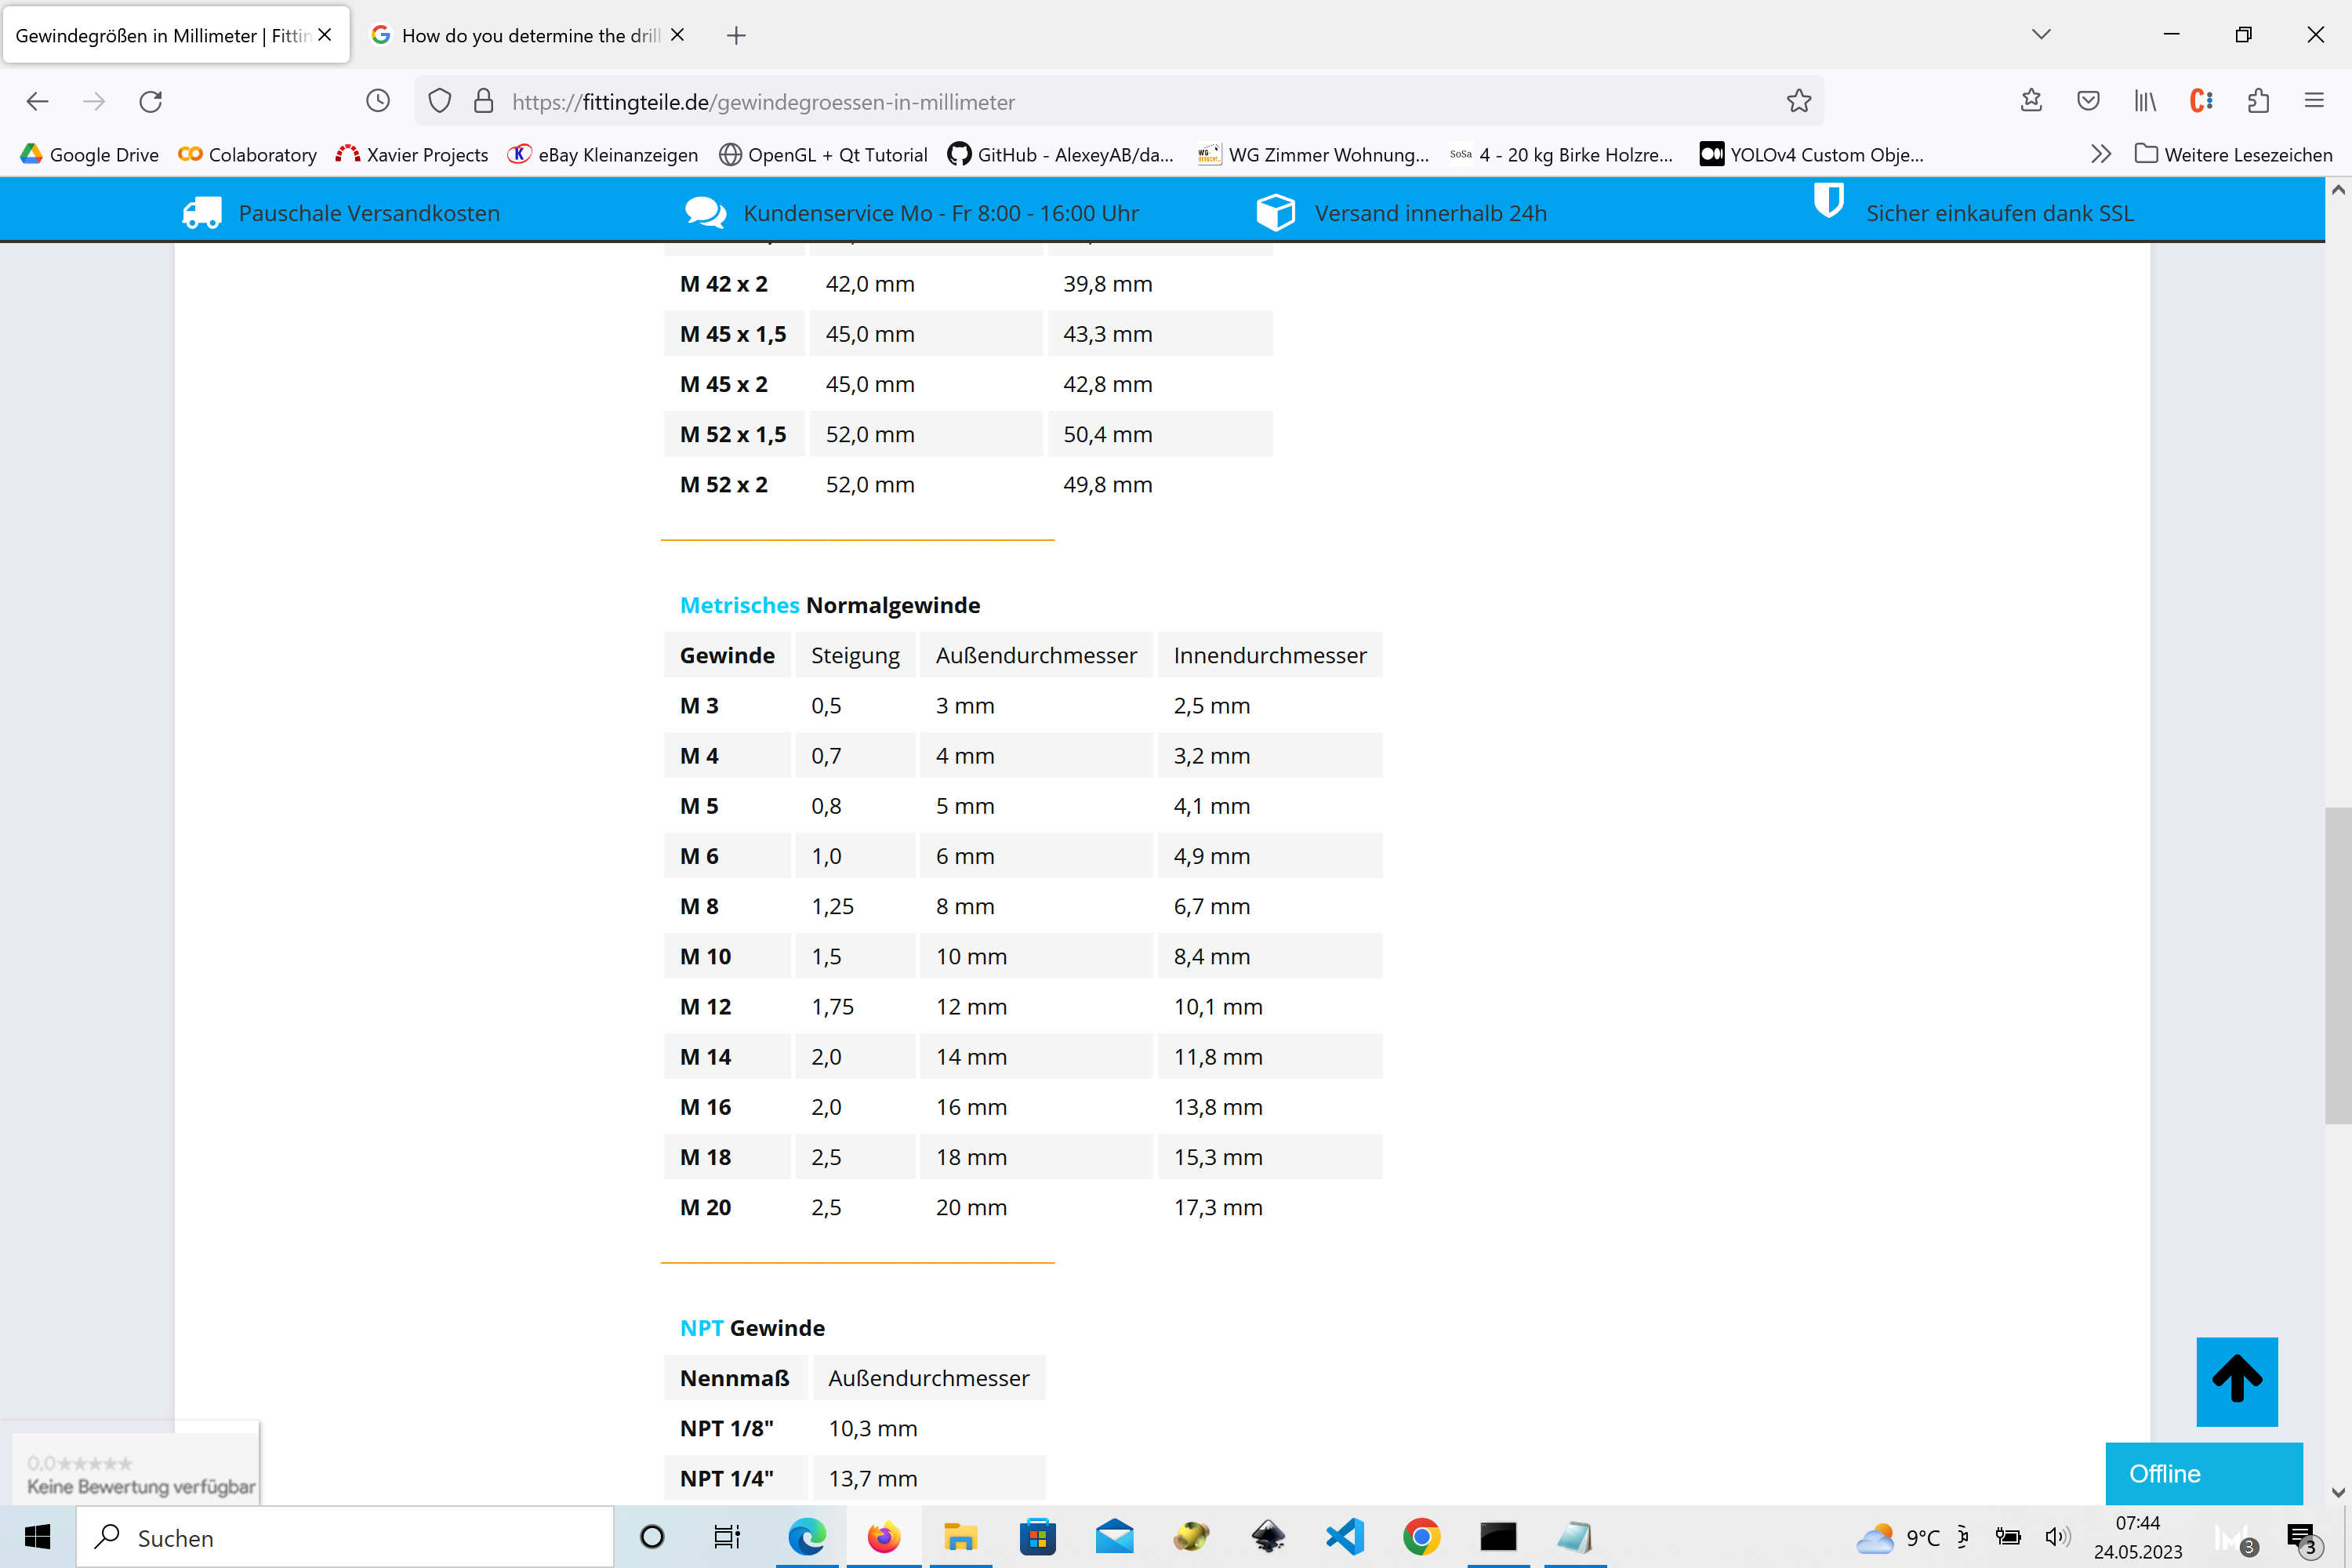 Gewindegrößen in Millimeter | Fittin
How do you determine the drill
https://fittingteile.de/gewindegroessen-in-millimeter
Google Drive Colaboratory Xavier Projects eBay Kleinanzeigen OpenGL + Qt Tutorial GitHub - AlexeyAB/da... WG Zimmer Wohnung... SoSa 4 - 20 kg Birke Holzre... YOLOv4 Custom Obje... Weitere Lesezeichen
Pauschale Versandkosten Kundenservice Mo - Fr 8:00 - 16:00 Uhr Versand innerhalb 24h Sicher einkaufen dank SSL
M 42 x 2 42,0 mm 39,8 mm
M 45 x 1,5 45,0 mm 43,3 mm
M 45 x 2 45,0 mm 42,8 mm
M 52 x 1,5 52,0 mm 50,4 mm
M 52 x 2 52,0 mm 49,8 mm
Metrisches Normalgewinde
Gewinde Steigung Außendurchmesser Innendurchmesser
M 3 0,5 3 mm 2,5 mm
M 4 0,7 4 mm 3,2 mm
M 5 0,8 5 mm 4,1 mm
M 6 1,0 6 mm 4,9 mm
M 8 1,25 8 mm 6,7 mm
M 10 1,5 10 mm 8,4 mm
M 12 1,75 12 mm 10,1 mm
M 14 2,0 14 mm 11,8 mm
M 16 2,0 16 mm 13,8 mm
M 18 2,5 18 mm 15,3 mm
M 20 2,5 20 mm 17,3 mm
NPT Gewinde
Nennmaß Außendurchmesser
NPT 1/8" 10,3 mm
NPT 1/4" 13,7 mm
0,0★★★★★
Keine Bewertung verfügbar
Offline
Suchen
9°C
07:44
24.05.2023
3
3